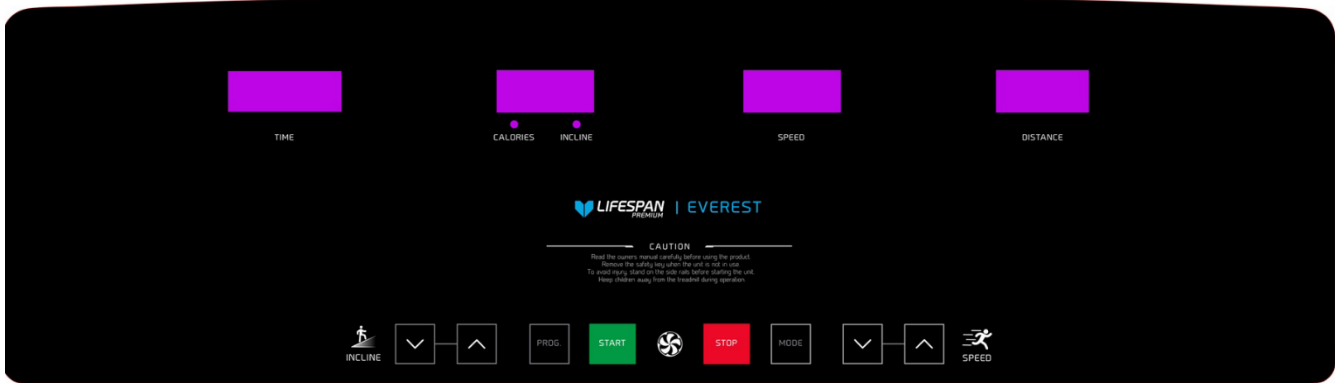 TIME
CALORIES INCLINE
SPEED
DISTANCE
LIFESPAN PREMIUM | EVEREST
CAUTION
Read the owners manual carefully before using the product.
Remove the safety key when the unit is not in use
To avoid injury, stand on the side rails before starting the unit.
Keep children away from the treadmill during operation.
INCLINE
PROG.
START
STOP
MODE
SPEED